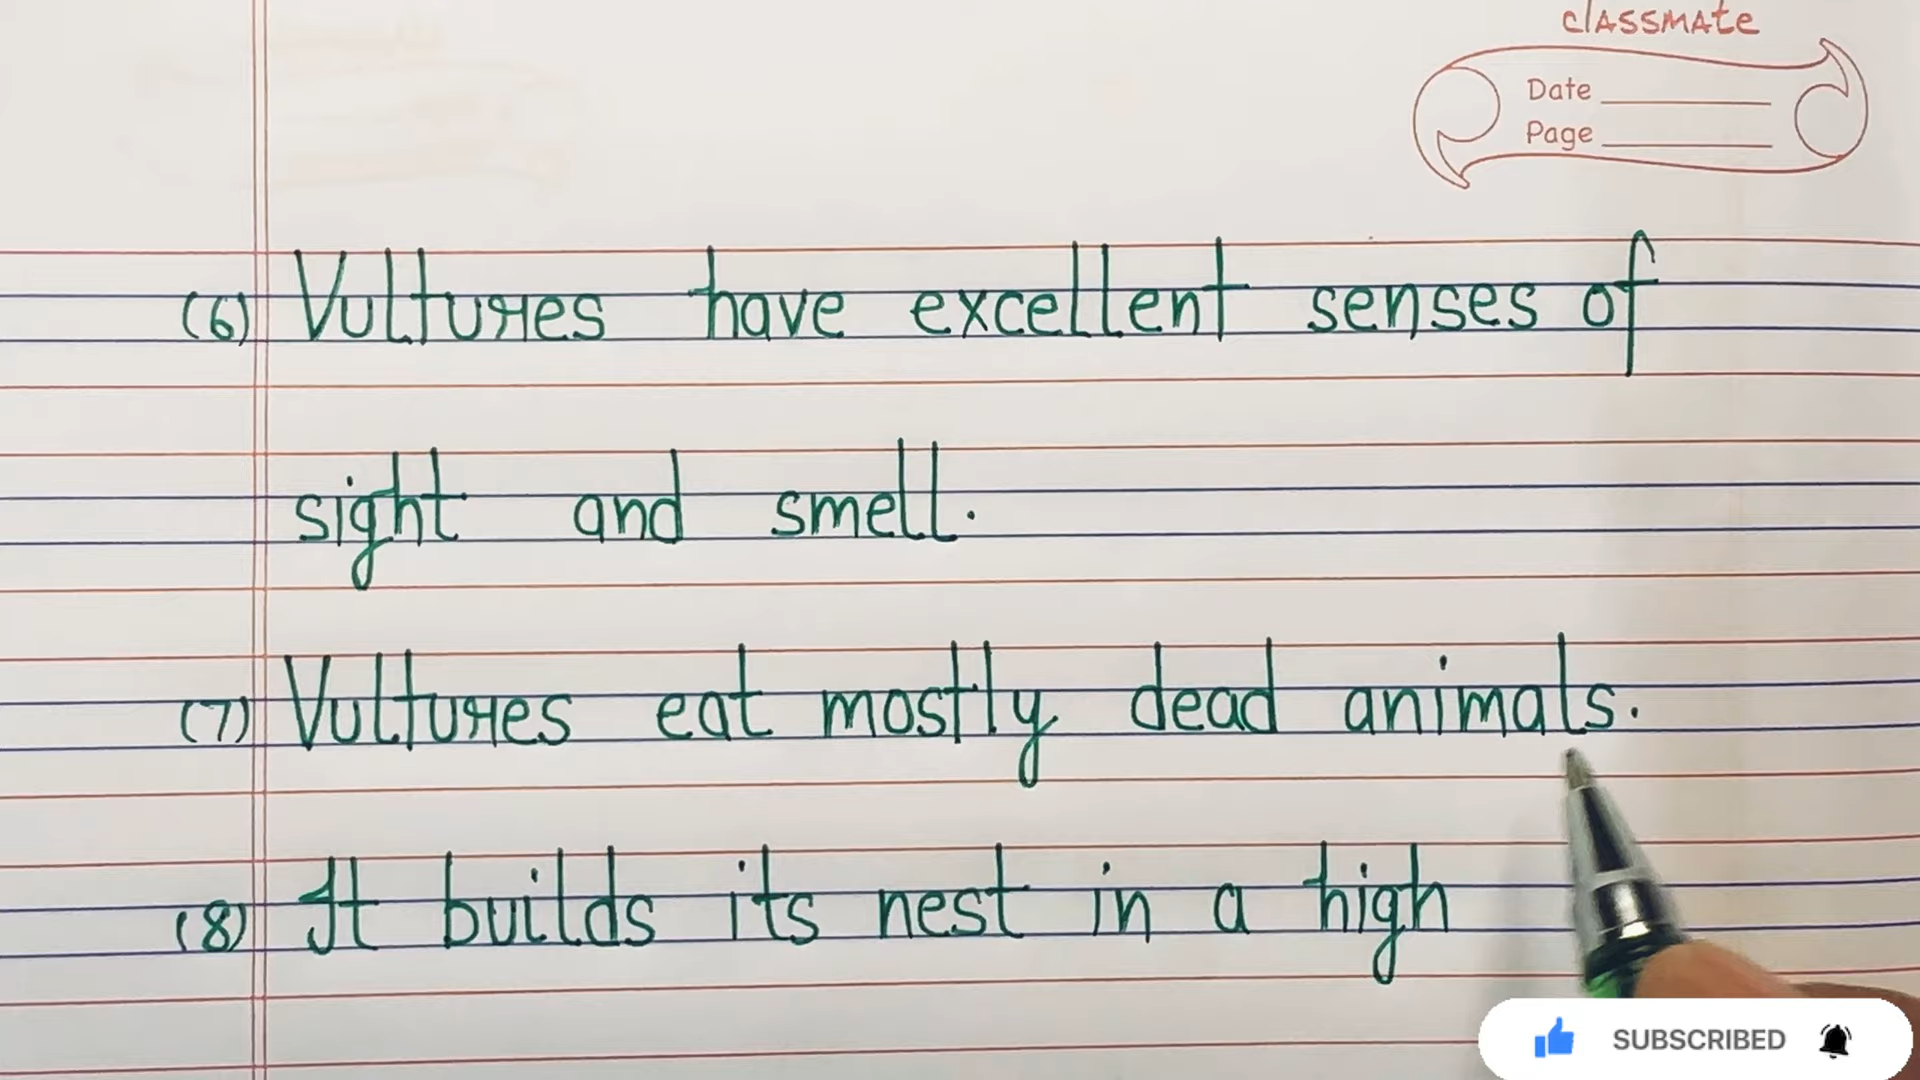 classmate
Date
Page
(6) Vultures have excellent senses of
sight and smell.
(7) Vultures eat mostly dead animals.
(8) It builds its nest in a high
SUBSCRIBED